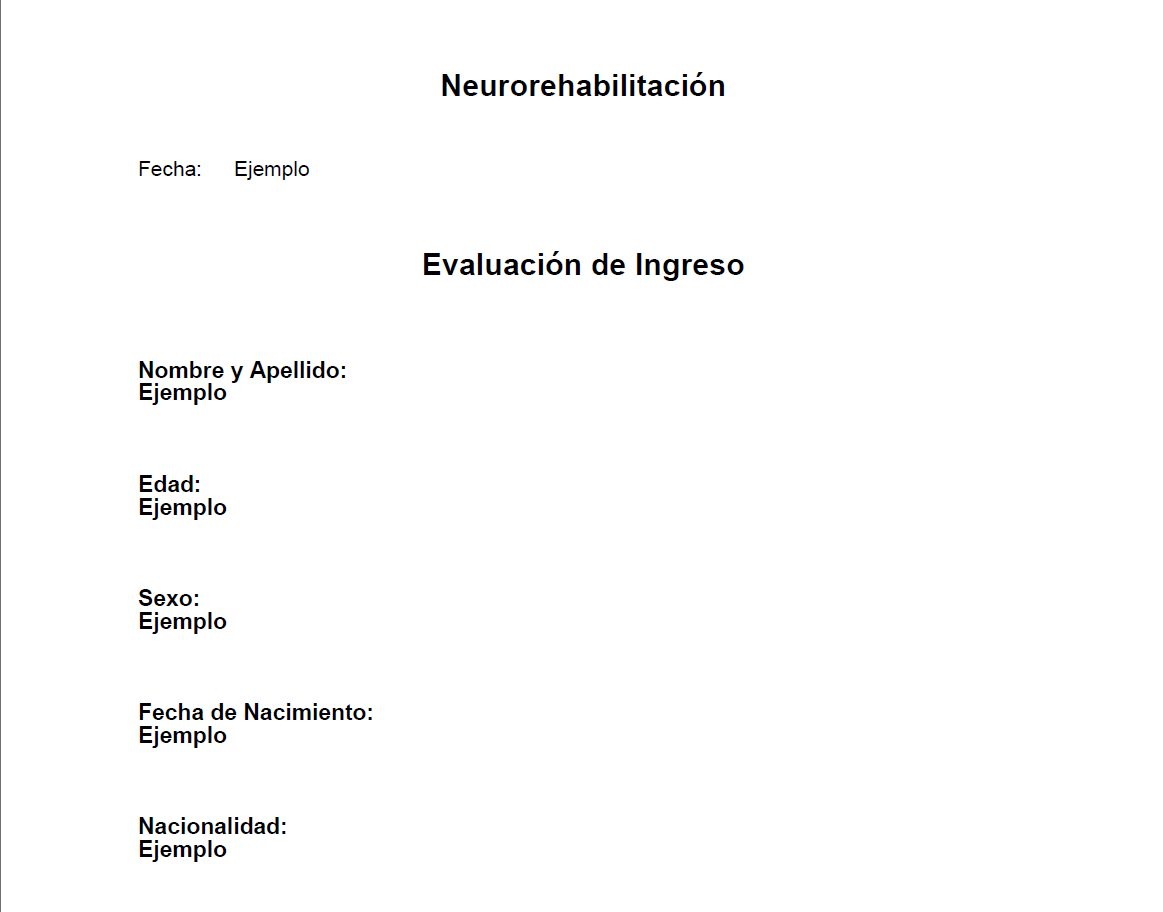 Neurorehabilitación
Fecha: Ejemplo
Evaluación de Ingreso
Nombre y Apellido:
Ejemplo
Edad:
Ejemplo
Sexo:
Ejemplo
Fecha de Nacimiento:
Ejemplo
Nacionalidad:
Ejemplo